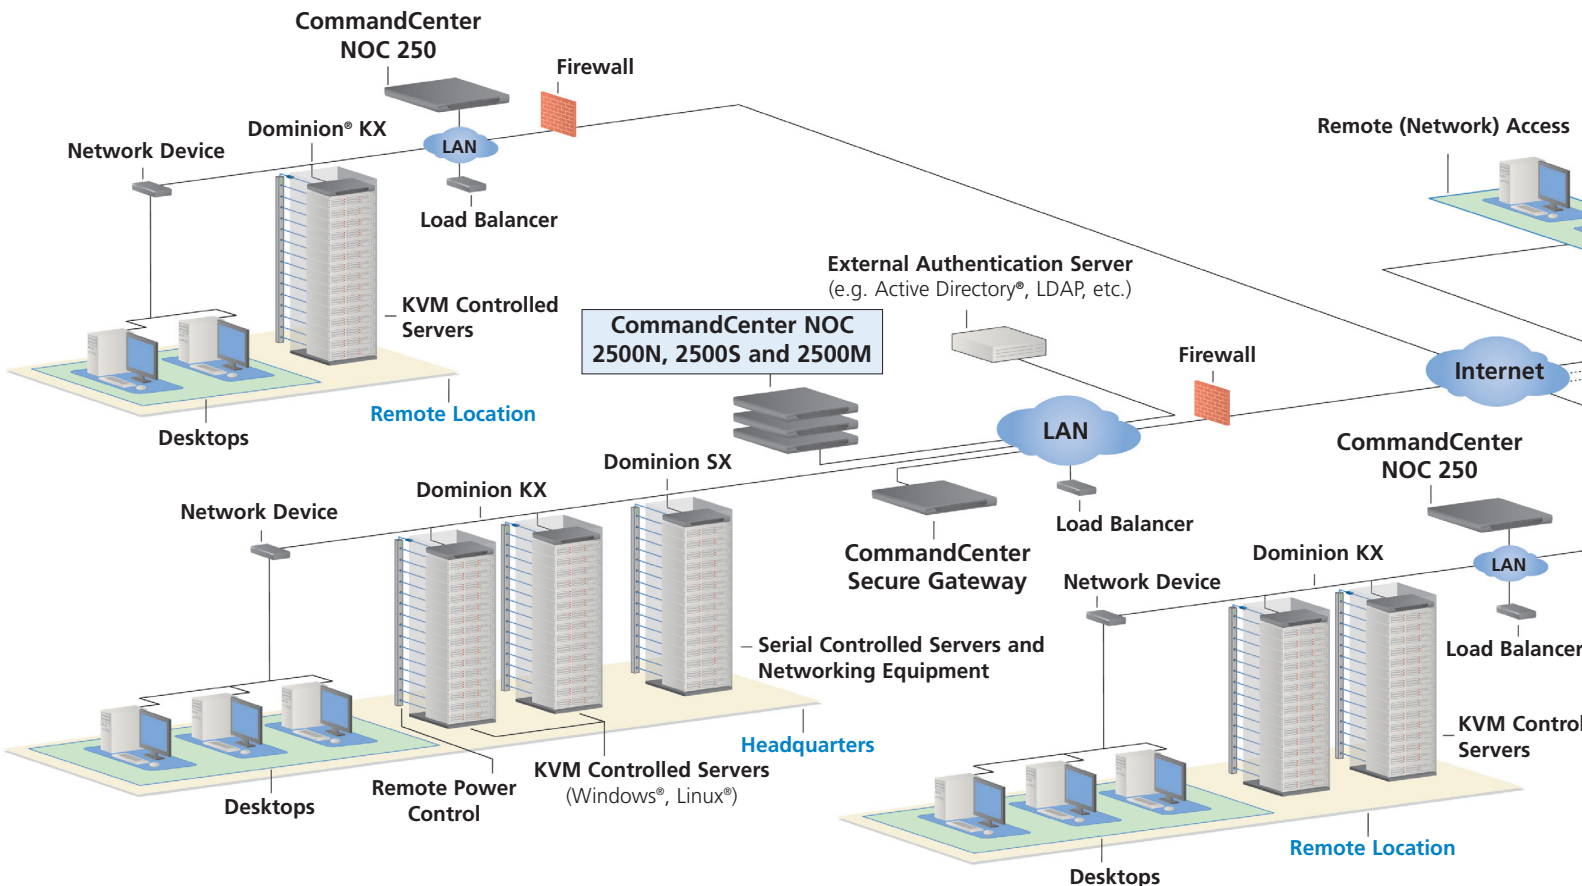 CommandCenter
NOC 250
Firewall
Dominion® KX
Network Device
LAN
Load Balancer
KVM Controlled
Servers
Remote Location
Desktops
Remote (Network) Access
External Authentication Server
(e.g. Active Directory®, LDAP, etc.)
CommandCenter NOC
2500N, 2500S and 2500M
Firewall
Internet
LAN
Load Balancer
CommandCenter
Secure Gateway
Dominion SX
Dominion KX
Network Device
Serial Controlled Servers and
Networking Equipment
Headquarters
KVM Controlled Servers
(Windows®, Linux®)
Remote Power
Control
Desktops
CommandCenter
NOC 250
Dominion KX
LAN
Network Device
Load Balancer
KVM Control
Servers
Remote Location
Desktops